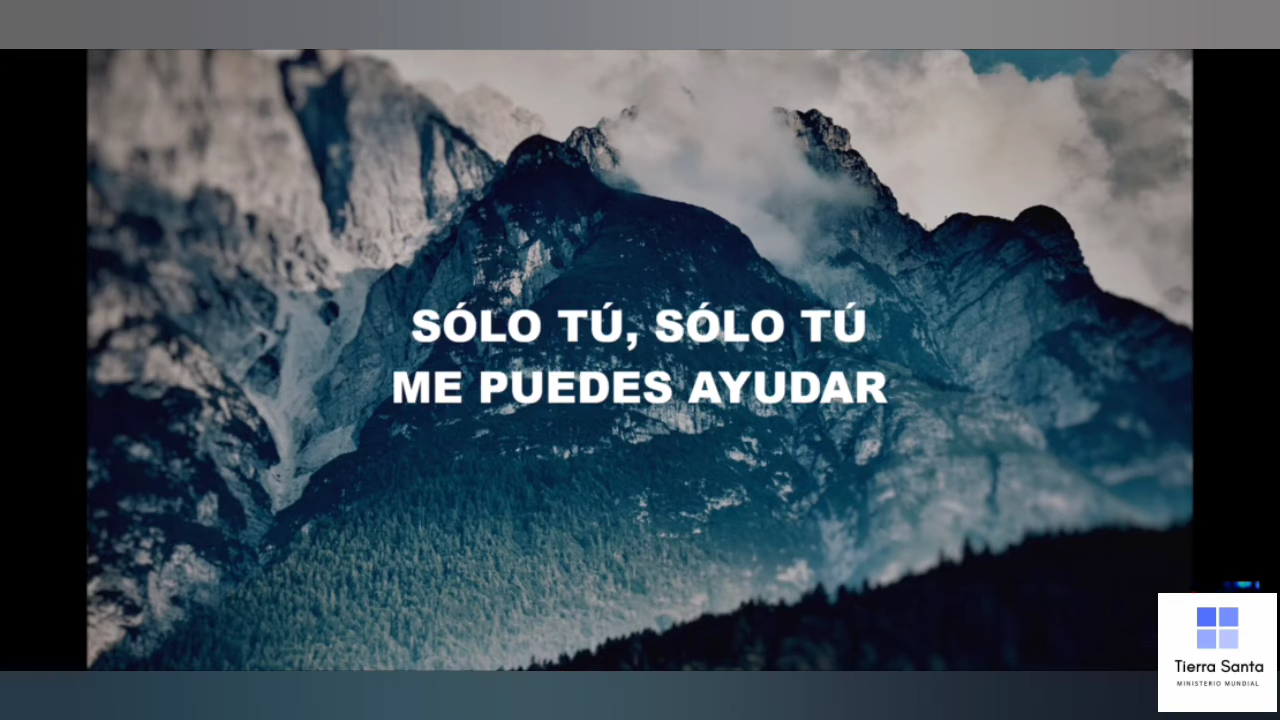 SÓLO TÚ, SÓLO TÚ
ME PUEDES AYUDAR
Tierra Santa
MINISTERIO MUNDIAL